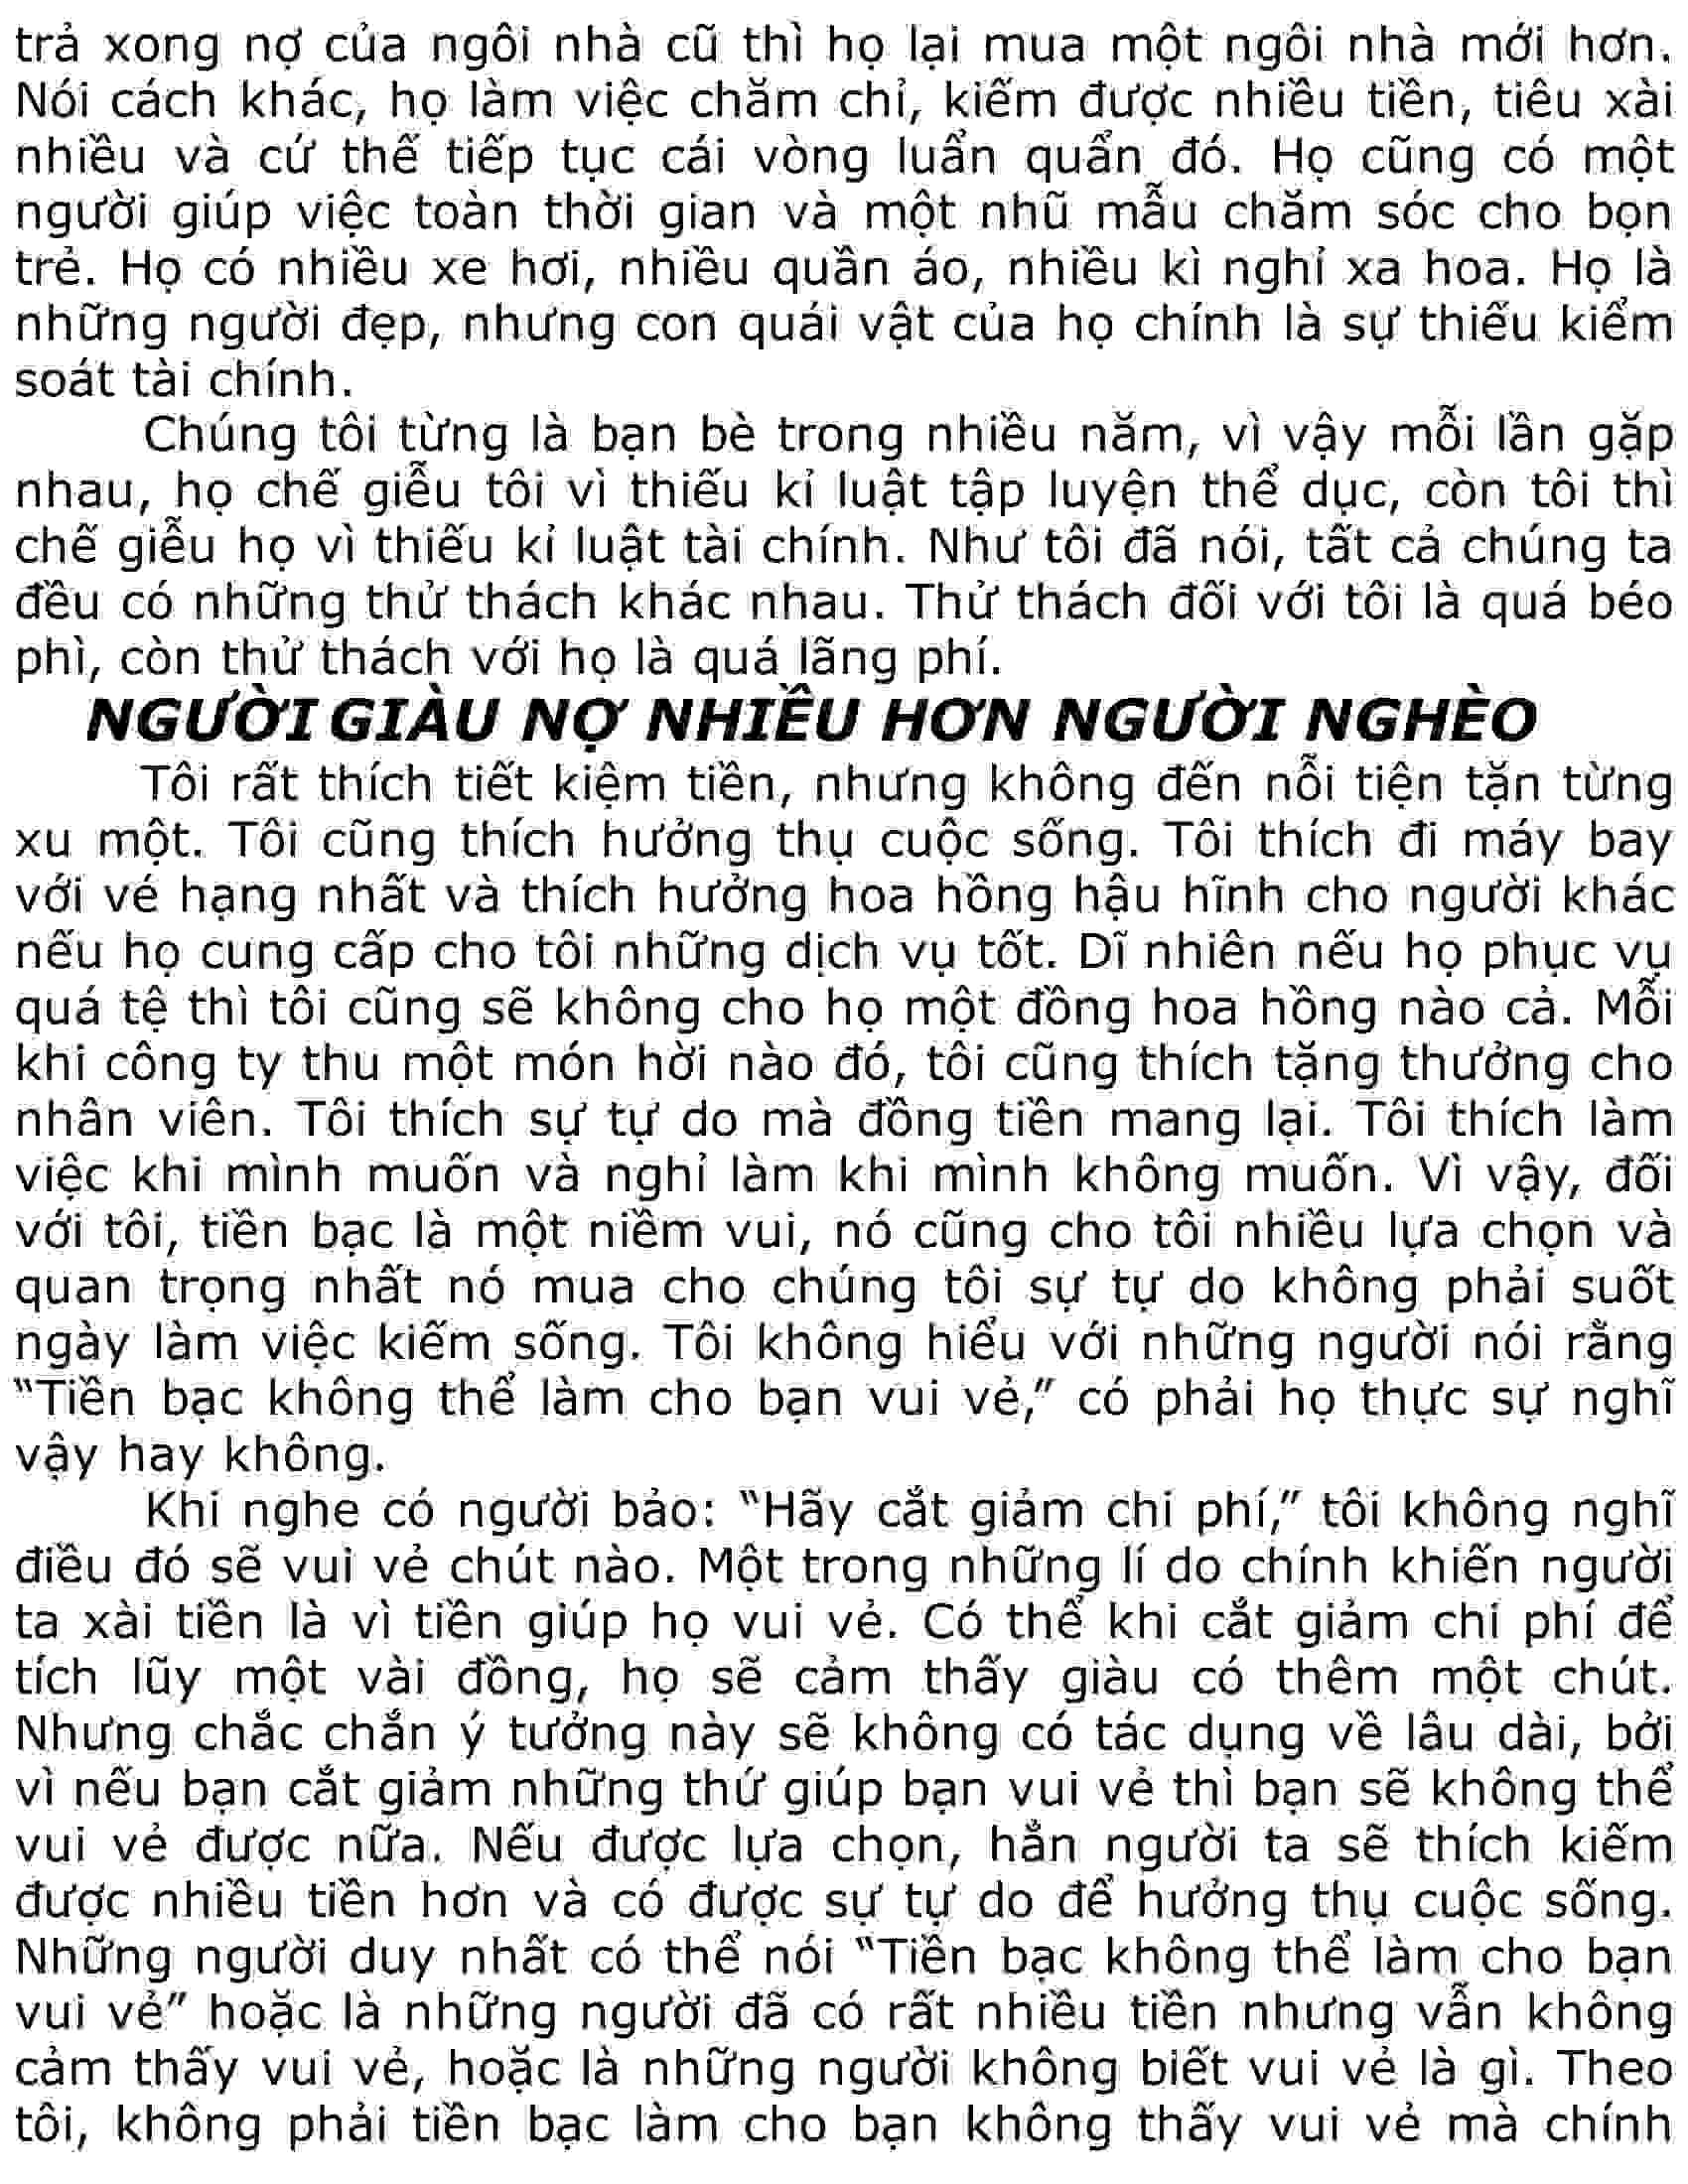 trả xong nợ của ngôi nhà cũ thì họ lại mua một ngôi nhà mới hơn.
Nói cách khác, họ làm việc chăm chỉ, kiếm được nhiều tiền, tiêu xài
nhiều và cứ thế tiếp tục cái vòng luẩn quẩn đó. Họ cũng có một
người giúp việc toàn thời gian và một nhũ mẫu chăm sóc cho bọn
trẻ. Họ có nhiều xe hơi, nhiều quần áo, nhiều kì nghỉ xa hoa. Họ là
những người đẹp, nhưng con quái vật của họ chính là sự thiếu kiểm
soát tài chính.
Chúng tôi từng là bạn bè trong nhiều năm, vì vậy mỗi lần gặp
nhau, họ chế giễu tôi vì thiếu kỉ luật tập luyện thể dục, còn tôi thì
chế giễu họ vì thiếu kỉ luật tài chính. Như tôi đã nói, tất cả chúng ta
đều có những thử thách khác nhau. Thử thách đối với tôi là quá béo
phì, còn thử thách với họ là quá lãng phí.
NGƯỜI GIÀU NỢ NHIỀU HƠN NGƯỜI NGHÈO
Tôi rất thích tiết kiệm tiền, nhưng không đến nỗi tiện tặn từng
xu một. Tôi cũng thích hưởng thụ cuộc sống. Tôi thích đi máy bay
với vé hạng nhất và thích hưởng hoa hồng hậu hĩnh cho người khác
nếu họ cung cấp cho tôi những dịch vụ tốt. Dĩ nhiên nếu họ phục vụ
quá tệ thì tôi cũng sẽ không cho họ một đồng hoa hồng nào cả. Mỗi
khi công ty thu một món hời nào đó, tôi cũng thích tặng thưởng cho
nhân viên. Tôi thích sự tự do mà đồng tiền mang lại. Tôi thích làm
việc khi mình muốn và nghỉ làm khi mình không muốn. Vì vậy, đối
với tôi, tiền bạc là một niềm vui, nó cũng cho tôi nhiều lựa chọn và
quan trọng nhất nó mua cho chúng tôi sự tự do không phải suốt
ngày làm việc kiếm sống. Tôi không hiểu với những người nói rằng
“Tiền bạc không thể làm cho bạn vui vẻ,” có phải họ thực sự nghĩ
vậy hay không.
Khi nghe có người bảo: “Hãy cắt giảm chi phí,” tôi không nghĩ
điều đó sẽ vui vẻ chút nào. Một trong những lí do chính khiến người
ta xài tiền là vì tiền giúp họ vui vẻ. Có thể khi cắt giảm chi phí để
tích lũy một vài đồng, họ sẽ cảm thấy giàu có thêm một chút.
Nhưng chắc chắn ý tưởng này sẽ không có tác dụng về lâu dài, bởi
vì nếu bạn cắt giảm những thứ giúp bạn vui vẻ thì bạn sẽ không thể
vui vẻ được nữa. Nếu được lựa chọn, hẳn người ta sẽ thích kiếm
được nhiều tiền hơn và có được sự tự do để hưởng thụ cuộc sống.
Những người duy nhất có thể nói “Tiền bạc không thể làm cho bạn
vui vẻ” hoặc là những người đã có rất nhiều tiền nhưng vẫn không
cảm thấy vui vẻ, hoặc là những người không biết vui vẻ là gì. Theo
tôi, không phải tiền bạc làm cho bạn không thấy vui vẻ mà chính